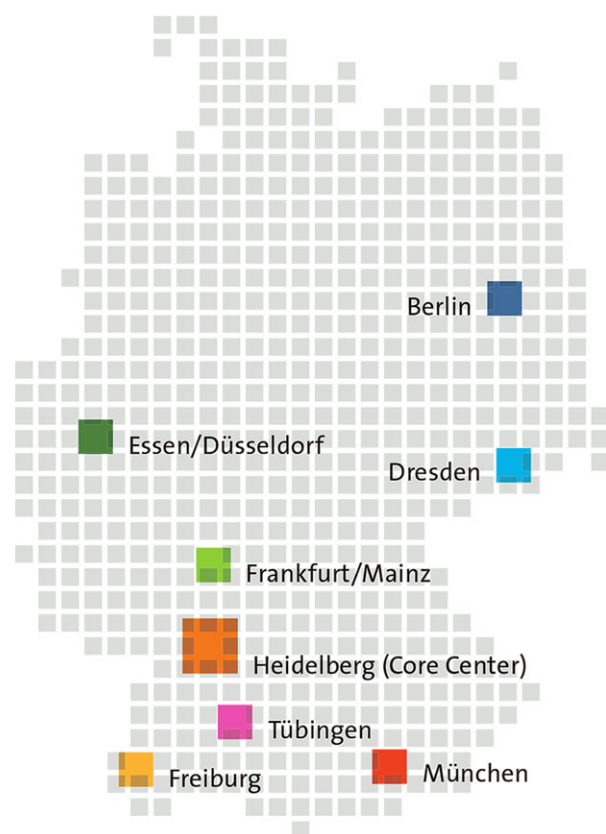 Berlin
Essen/Düsseldorf
Dresden
Frankfurt/Mainz
Heidelberg (Core Center)
Tübingen
Freiburg
München